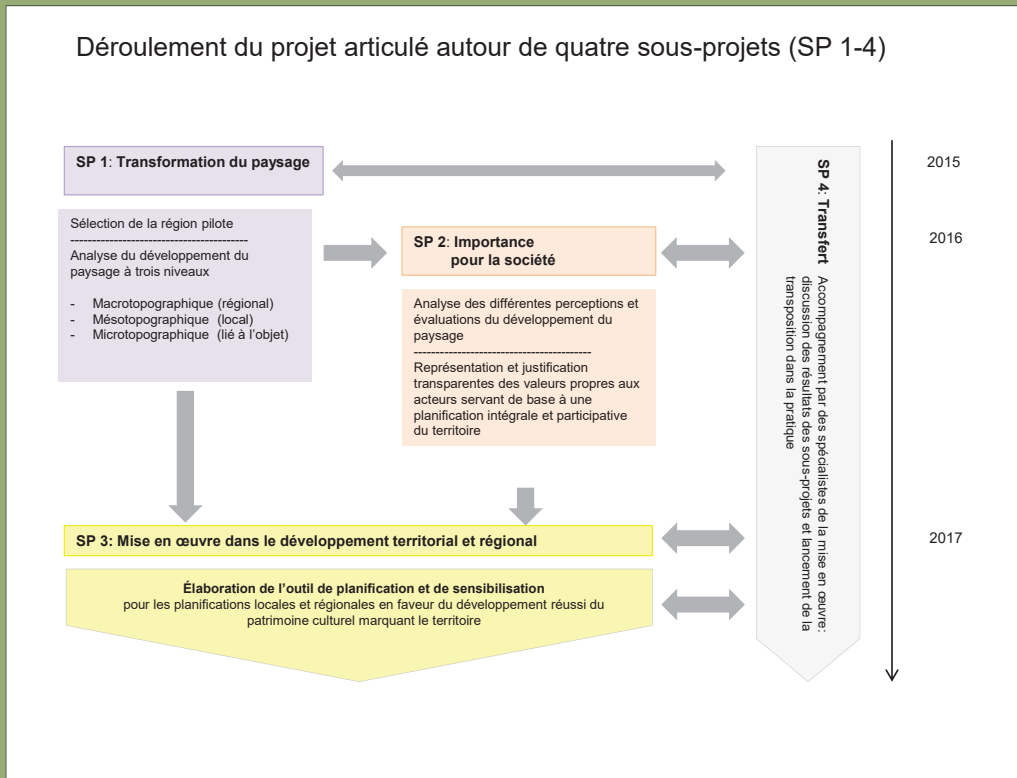 Déroulement du projet articulé autour de quatre sous-projets (SP 1-4)
SP 1: Transformation du paysage
Sélection de la région pilote
----------------------------------------
Analyse du développement du
paysage à trois niveaux
- Macrotopographique (régional)
- Mésotopographique (local)
- Microtopographique (lié à l'objet)
SP 2: Importance
pour la société
Analyse des différentes perceptions et
évaluations du développement du
paysage
----------------------------------------
Représentation et justification
transparentes des valeurs propres aux
acteurs servant de base à une
planification intégrale et participative
du territoire
SP 3: Mise en œuvre dans le développement territorial et régional
Élaboration de l'outil de planification et de sensibilisation
pour les planifications locales et régionales en faveur du développement réussi du
patrimoine culturel marquant le territoire
SP 4: Transfert Accompagnement par des spécialistes de la mise en œuvre;
discussion des résultats des sous-projets et lancement de la
transposition dans la pratique
2015
2016
2017